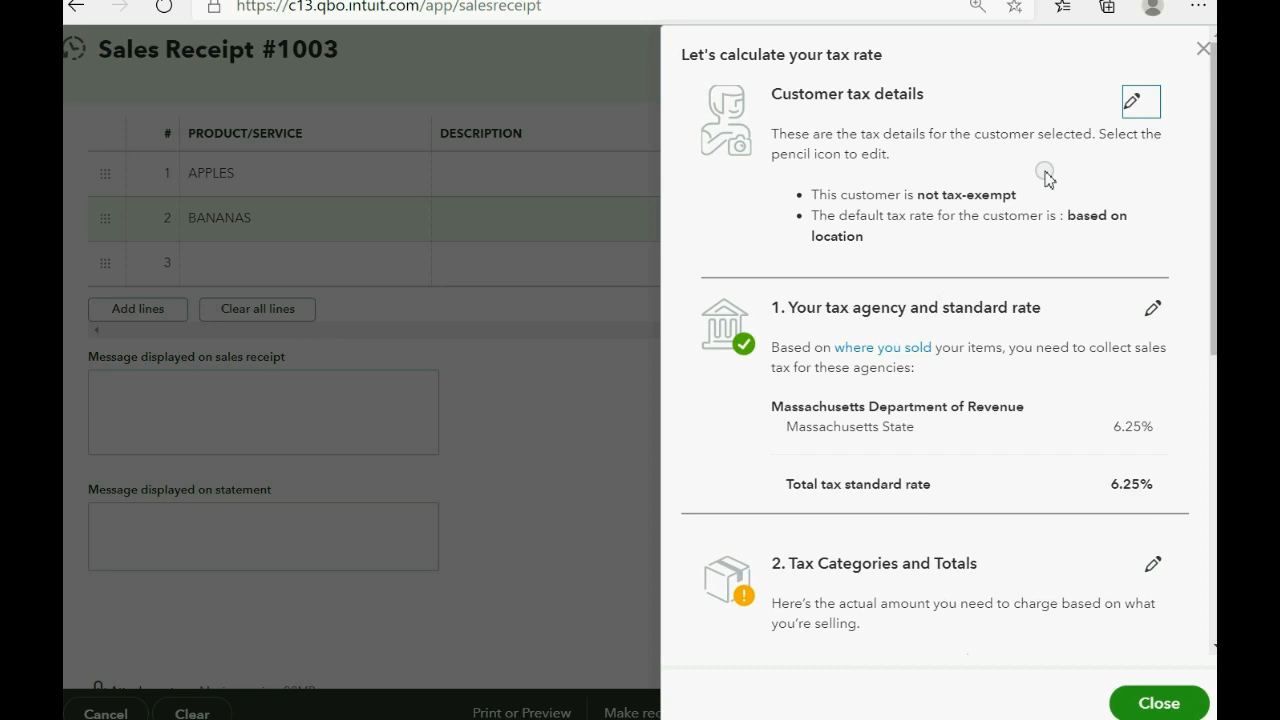 https://c13.qbo.intuit.com/app/salesreceipt
Sales Receipt #1003
# PRODUCT/SERVICE DESCRIPTION
1 APPLES
2 BANANAS
3
Add lines Clear all lines
Message displayed on sales receipt
Message displayed on statement
Cancel Clear Print or Preview Make rec
Let's calculate your tax rate
Customer tax details
These are the tax details for the customer selected. Select the
pencil icon to edit.
• This customer is not tax-exempt
• The default tax rate for the customer is : based on
location
1. Your tax agency and standard rate
Based on where you sold your items, you need to collect sales
tax for these agencies:
Massachusetts Department of Revenue
Massachusetts State 6.25%
Total tax standard rate 6.25%
2. Tax Categories and Totals
Here's the actual amount you need to charge based on what
you're selling.
Close